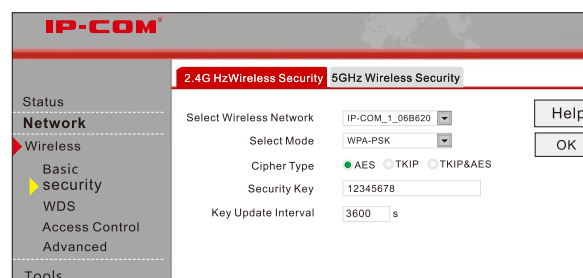 IP-COM®
2.4G HzWireless Security 5GHz Wireless Security
Status
Network
Wireless
Basic
security
WDS
Access Control
Advanced
Tools
Select Wireless Network IP-COM_1_06B620
Select Mode WPA-PSK
Cipher Type AES TKIP TKIP&AES
Security Key 12345678
Key Update Interval 3600 s
Help
OK